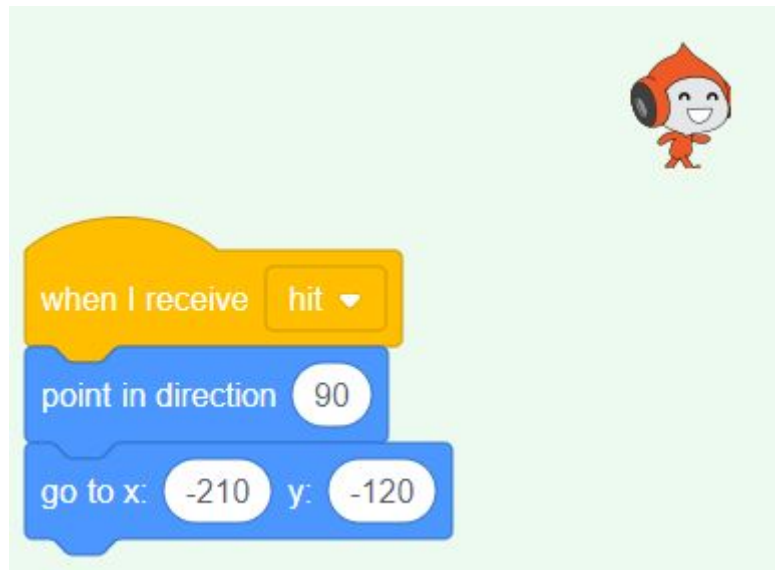 when I receive hit
point in direction 90
go to x: -210 y: -120